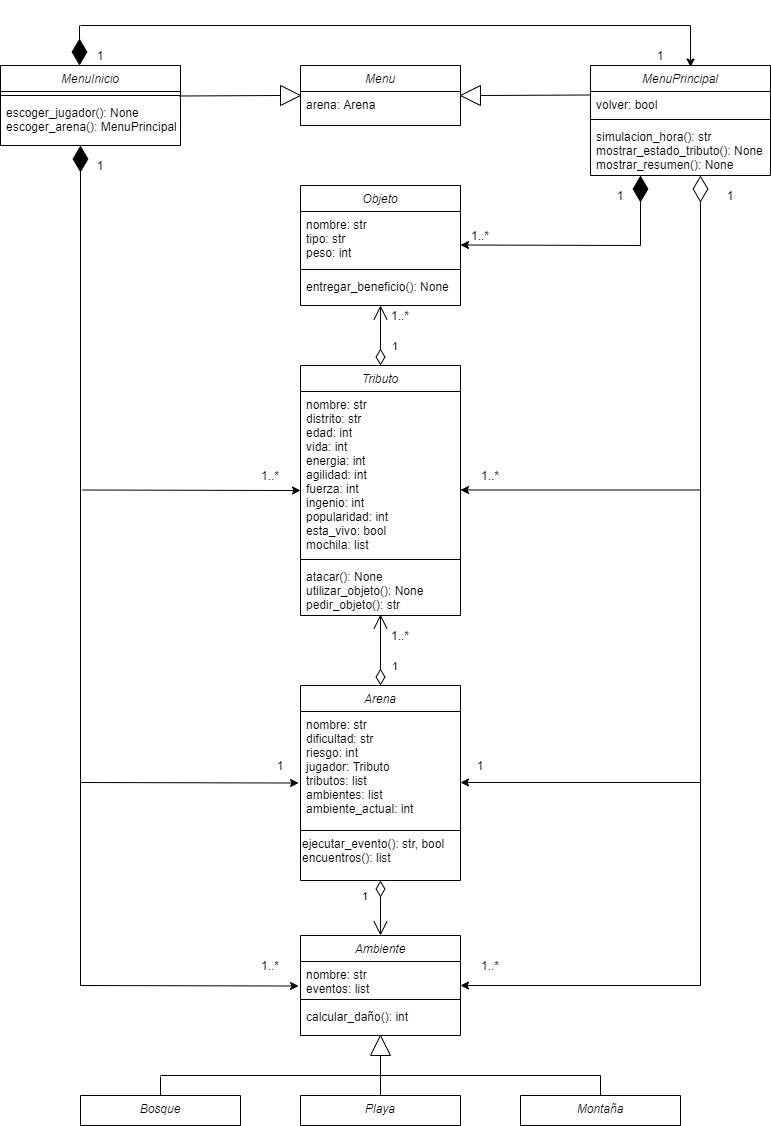 1
1
MenuInicio
escoger_jugador(): None
escoger_arena(): MenuPrincipal
Menu
arena: Arena
MenuPrincipal
volver: bool
simulacion_hora(): str
mostrar_estado_tributo(): None
mostrar_resumen(): None
1
1
1
Objeto
nombre: str
tipo: str
peso: int
entregar_beneficio(): None
1..*
1..*
1
Tributo
nombre: str
distrito: str
edad: int
vida: int
energia: int
agilidad: int
fuerza: int
ingenio: int
popularidad: int
esta_vivo: bool
mochila: list
atacar(): None
utilizar_objeto(): None
pedir_objeto(): str
1..*
1..*
1..*
1
Arena
nombre: str
dificultad: str
riesgo: int
jugador: Tributo
tributos: list
ambientes: list
ambiente_actual: int
ejecutar_evento(): str, bool
encuentros(): list
1
1
1
Ambiente
nombre: str
eventos: list
calcular_daño(): int
1..*
1..*
Bosque
Playa
Montaña